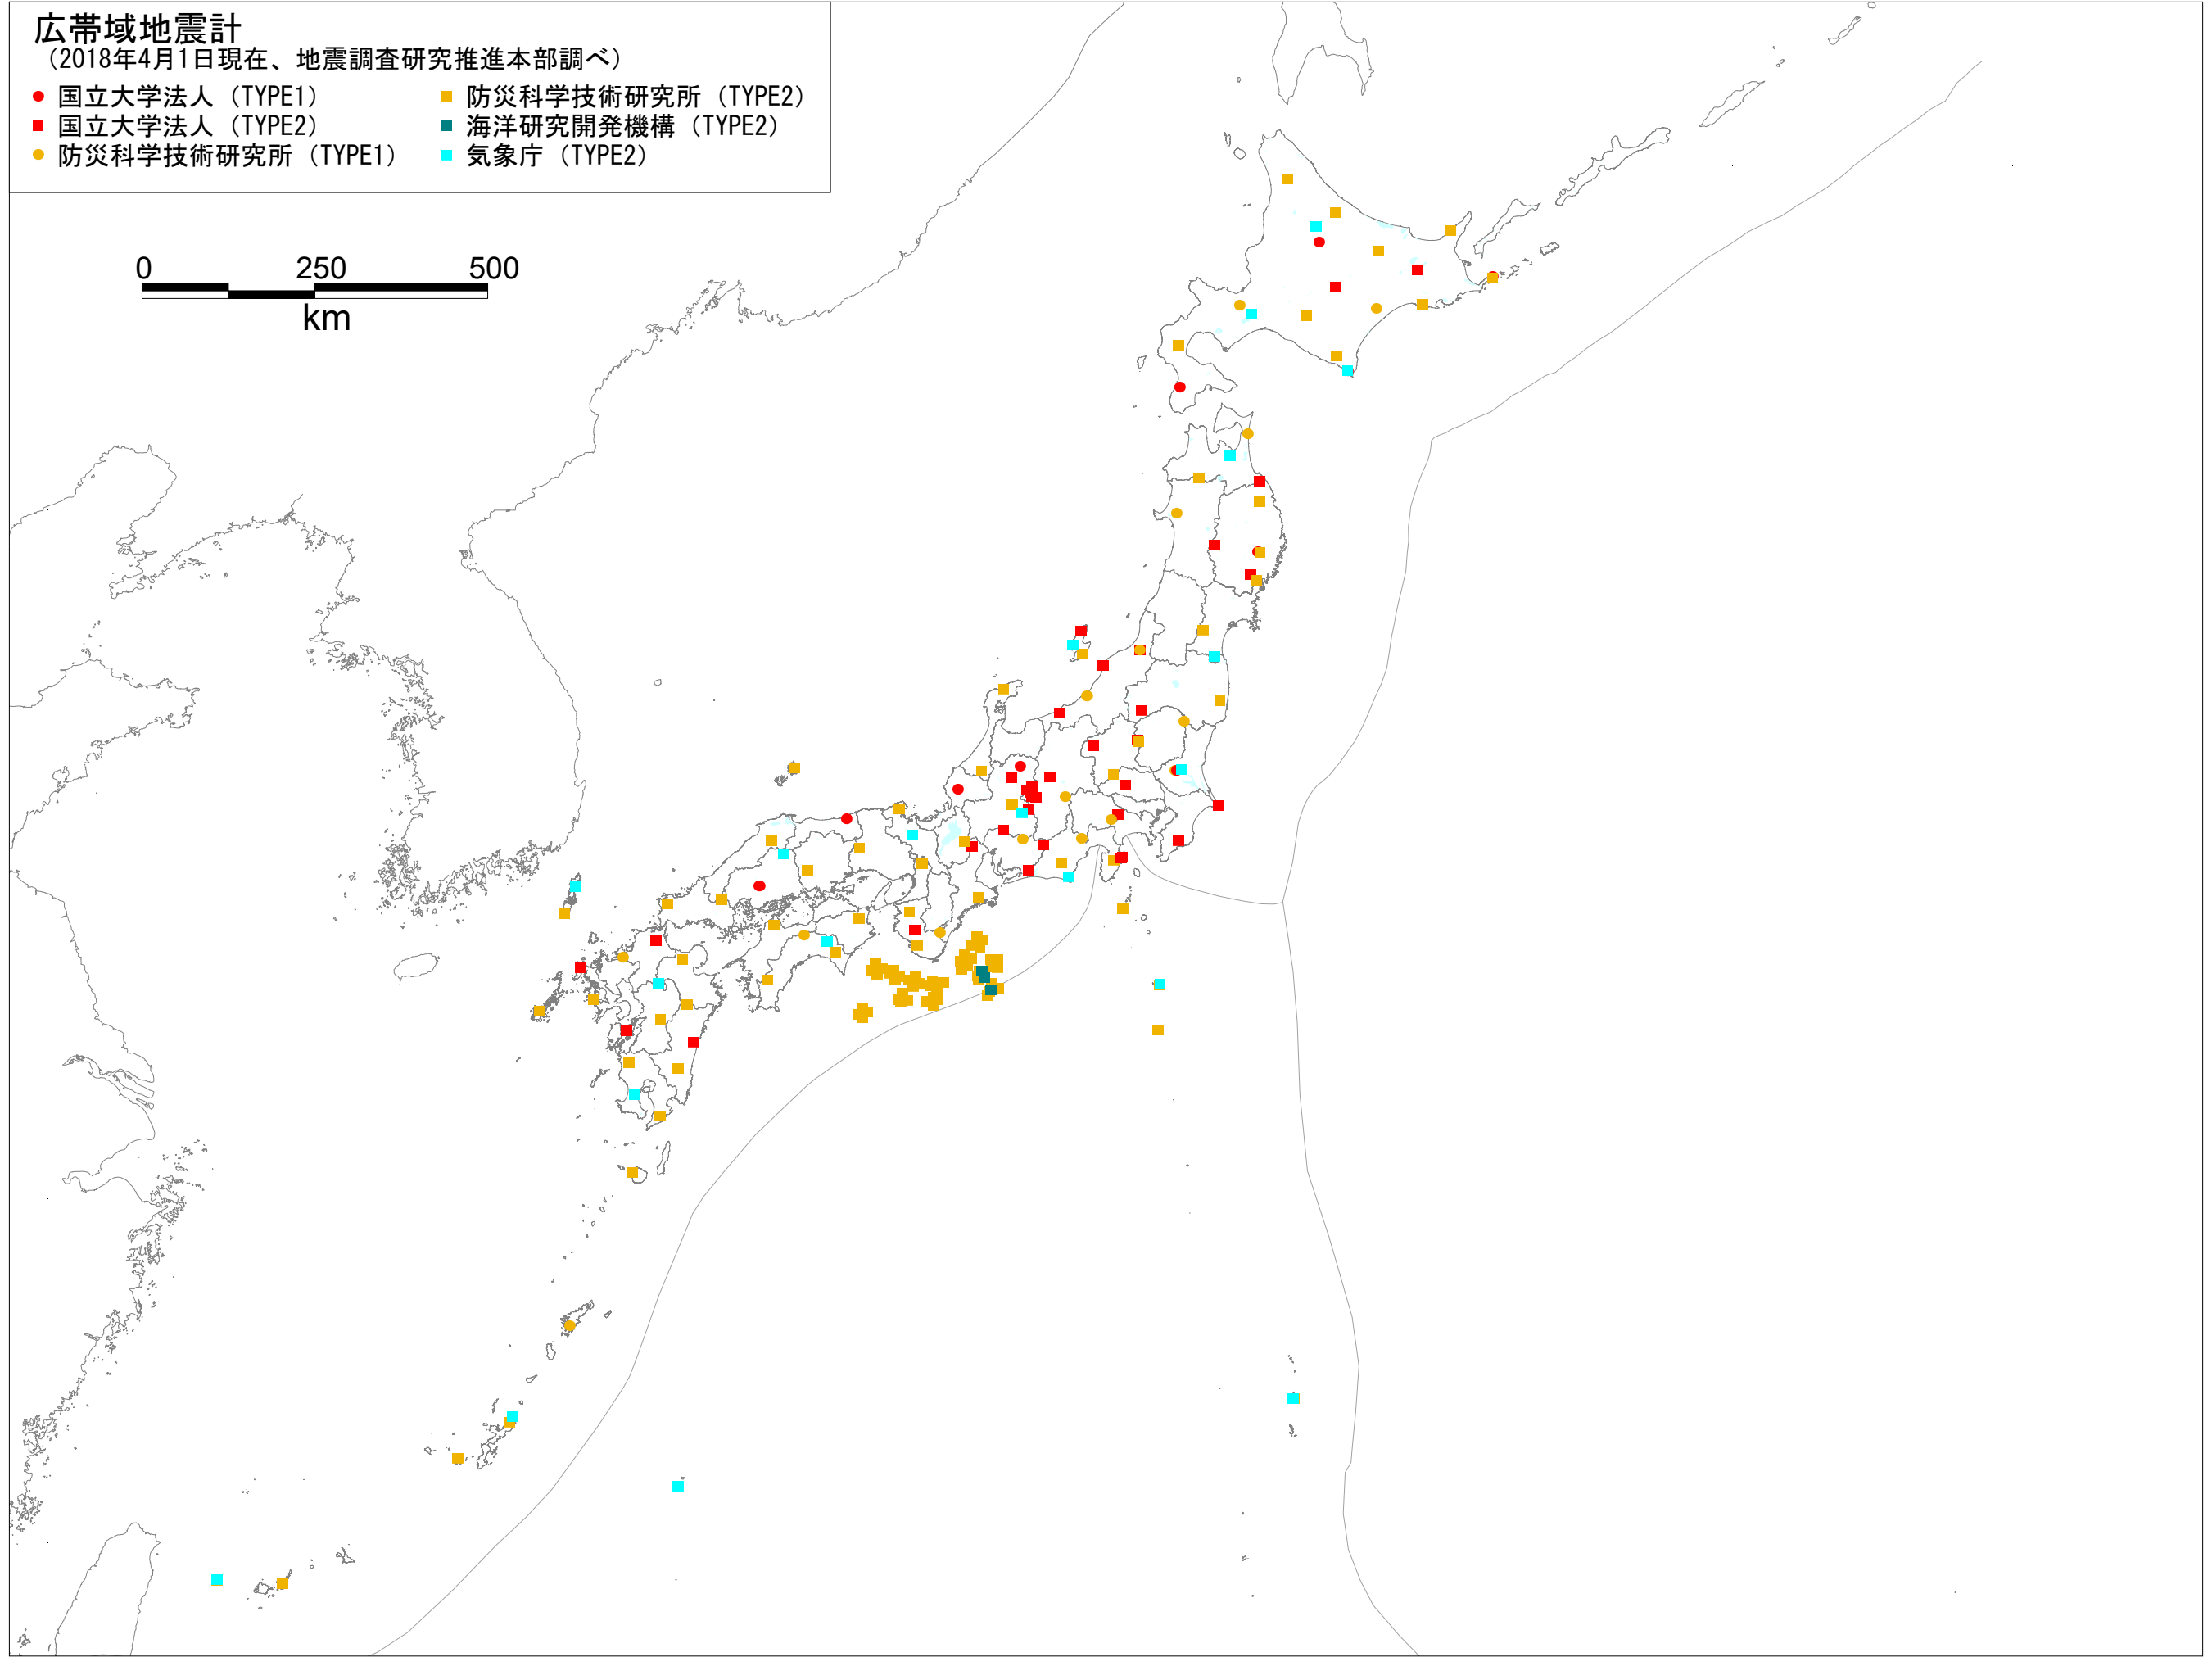 広帯域地震計
（2018年4月1日現在、地震調査研究推進本部調べ）
国立大学法人（TYPE1）
国立大学法人（TYPE2）
防災科学技術研究所（TYPE1）
防災科学技術研究所（TYPE2）
海洋研究開発機構（TYPE2）
気象庁（TYPE2）
0 250 500
km